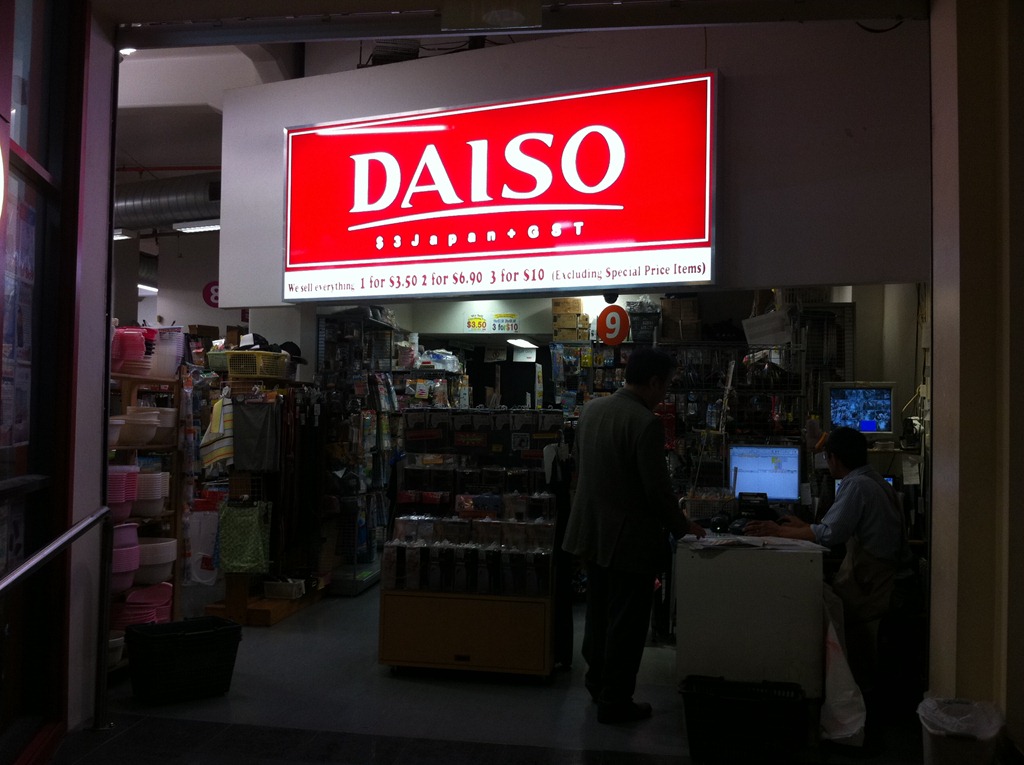 DAISO
$3Japan+GST
We sell everything 1 for $3.50 2 for $6.90 3 for $10 (Excluding Special Price Items)
8
$3.50
3 for $10
9